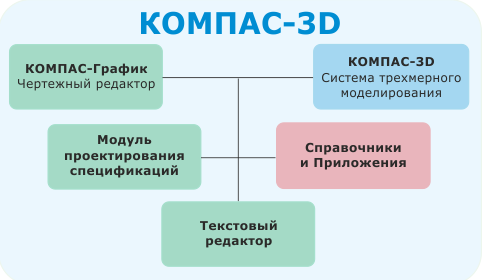 КОМПАС–3D
КОМПАС–График
Чертежный редактор
КОМПАС–3D
Система трехмерного
моделирования
Модуль
проектирования
спецификаций
Справочники
и Приложения
Текстовый
редактор